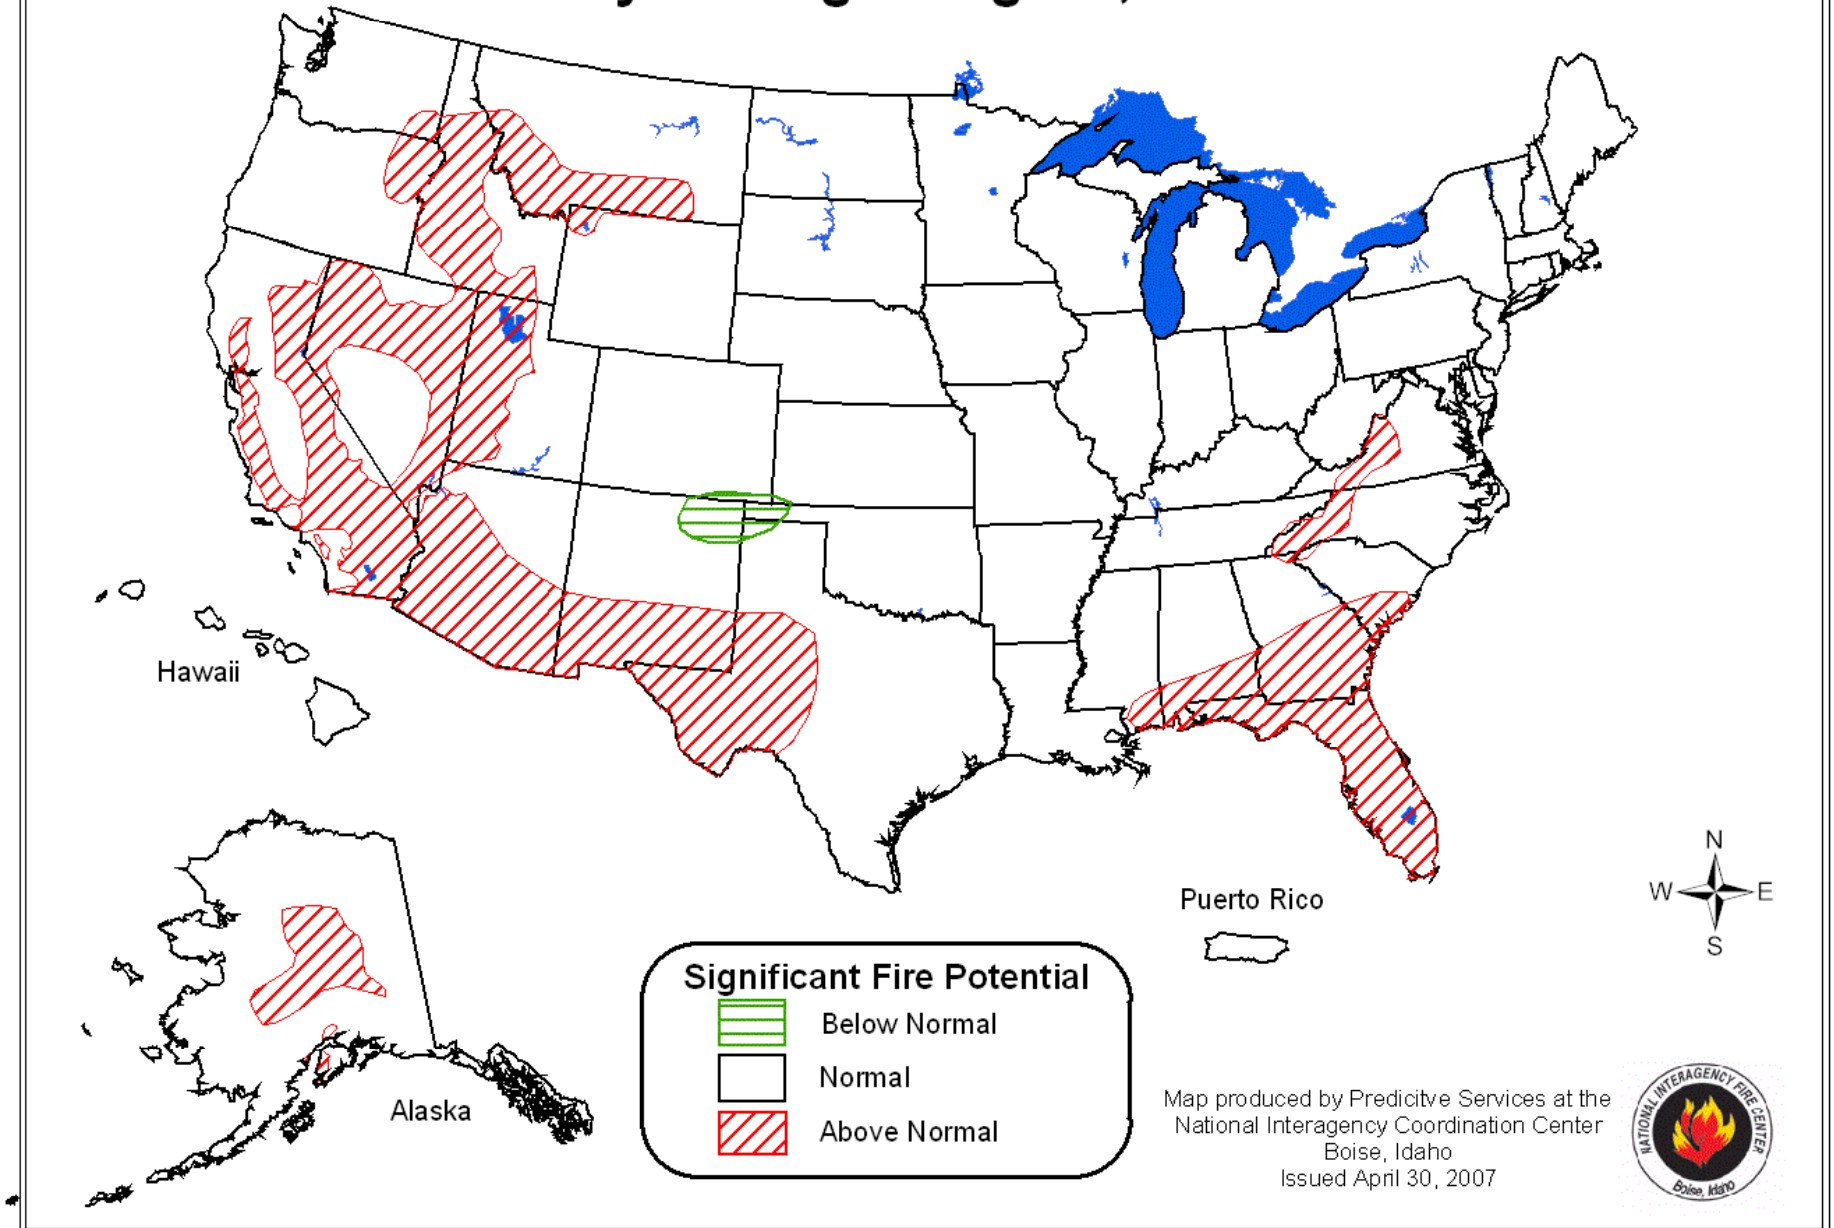 Hawaii
Alaska
Puerto Rico
N
W E
S
Significant Fire Potential
Below Normal
Normal
Above Normal
Map produced by Predicitve Services at the
National Interagency Coordination Center
Boise, Idaho
Issued April 30, 2007
NATIONAL INTERAGENCY FIRE CENTER
Boise, Idaho